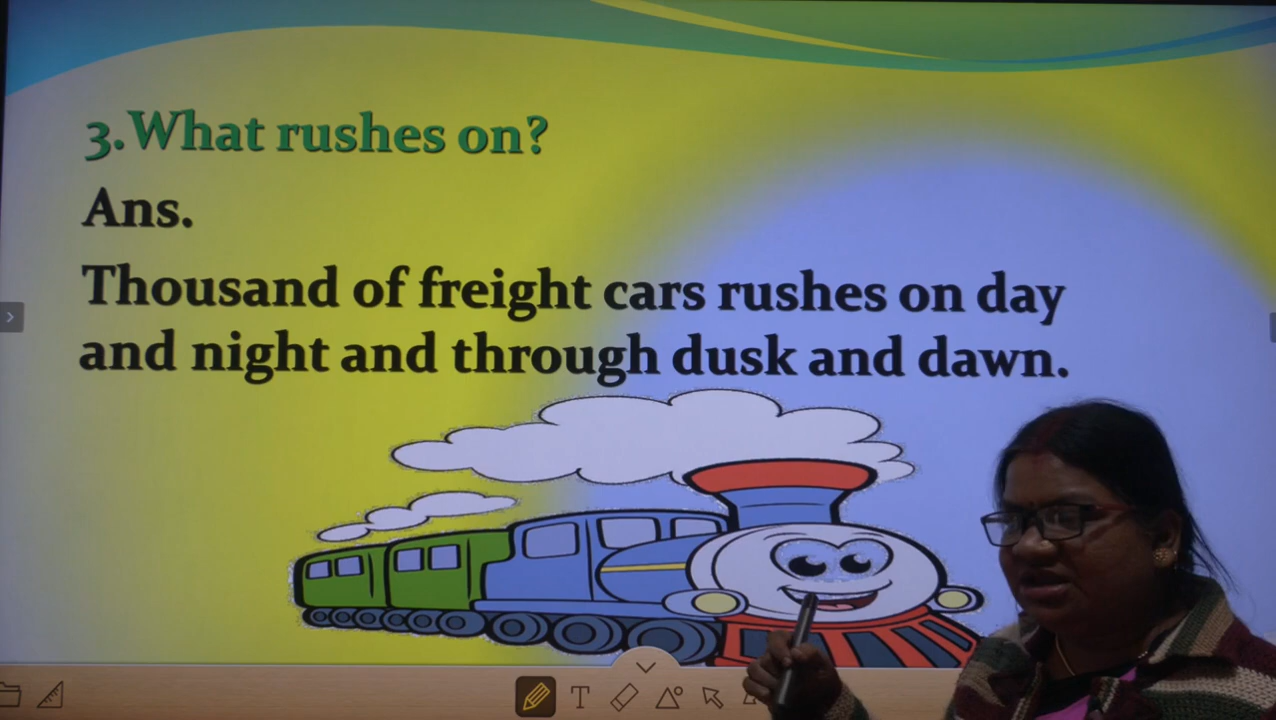 3.What rushes on?
Ans.
Thousand of freight cars rushes on day
and night and through dusk and dawn.
T